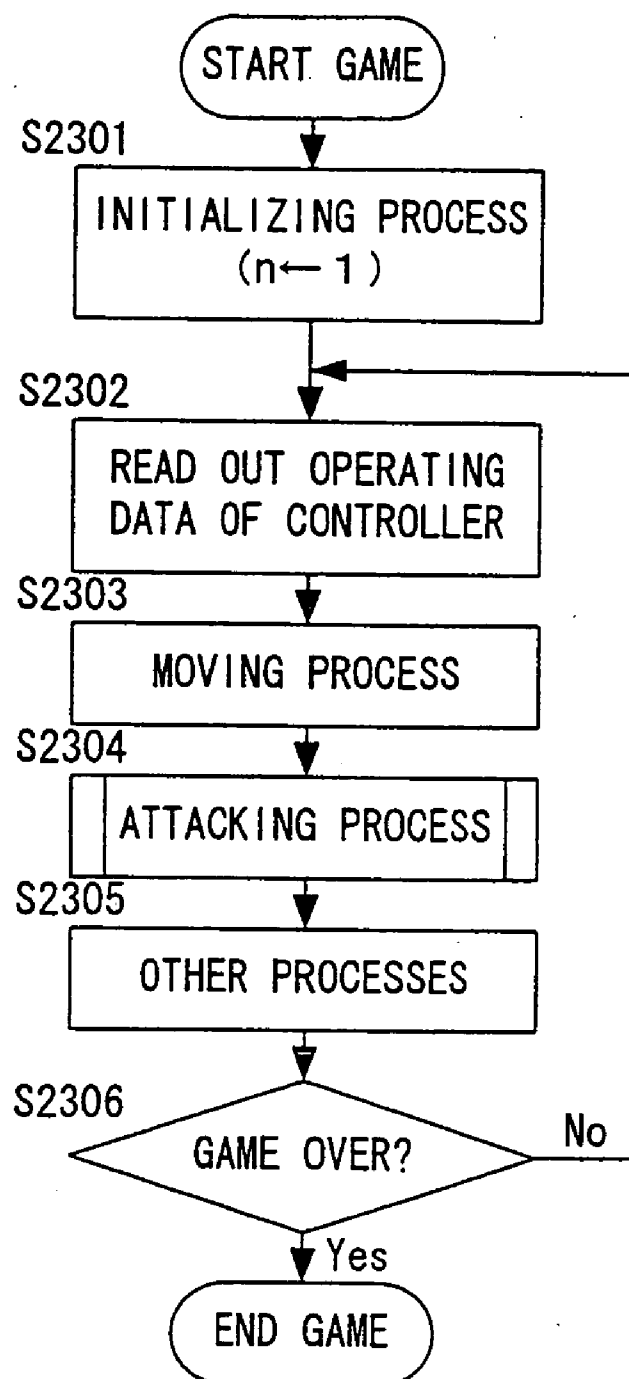 START GAME
S2301
INITIALIZING PROCESS
(n← 1)
S2302
READ OUT OPERATING
DATA OF CONTROLLER
S2303
MOVING PROCESS
S2304
ATTACKING PROCESS
S2305
OTHER PROCESSES
S2306
GAME OVER?
No
Yes
END GAME